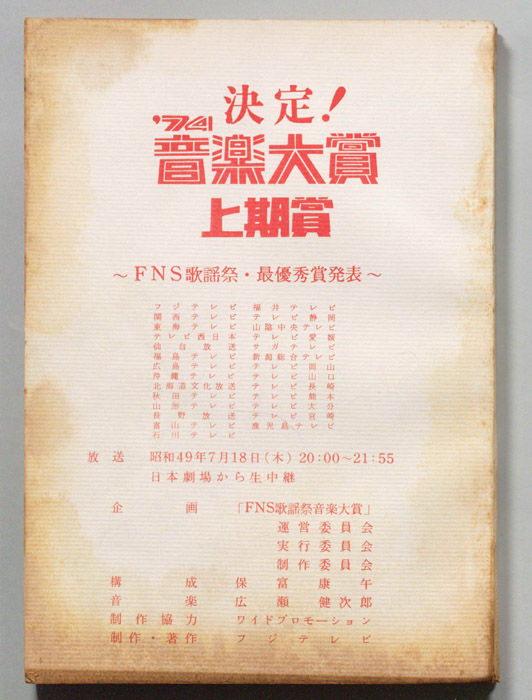 決定！
'74
音楽大賞
上期賞
～FNS歌謡祭・最優秀賞発表～
フジテレビ 福井テレビ
関西テレビ テレビ静岡
東海テレビ 山陰中央テレビ
テレビ西日本 テレビ愛媛
仙台放送 サガテレビ
福島テレビ 新潟総合テレビ
広島テレビ テレビ岡山
沖縄テレビ テレビ山口
北海道文化放送 テレビ長崎
秋田テレビ テレビ熊本
山形テレビ テレビ大分
長野放送 テレビ宮崎
富山テレビ 鹿児島テレビ
石川テレビ
放送 昭和49年7月18日(木) 20:00～21:55
日本劇場から生中継
企画 「FNS歌謡祭音楽大賞」
運営委員会
実行委員会
制作委員会
構成 保富康午
音楽 広瀬健次郎
制作協力 ワイドプロモーション
制作・著作 フジテレビ